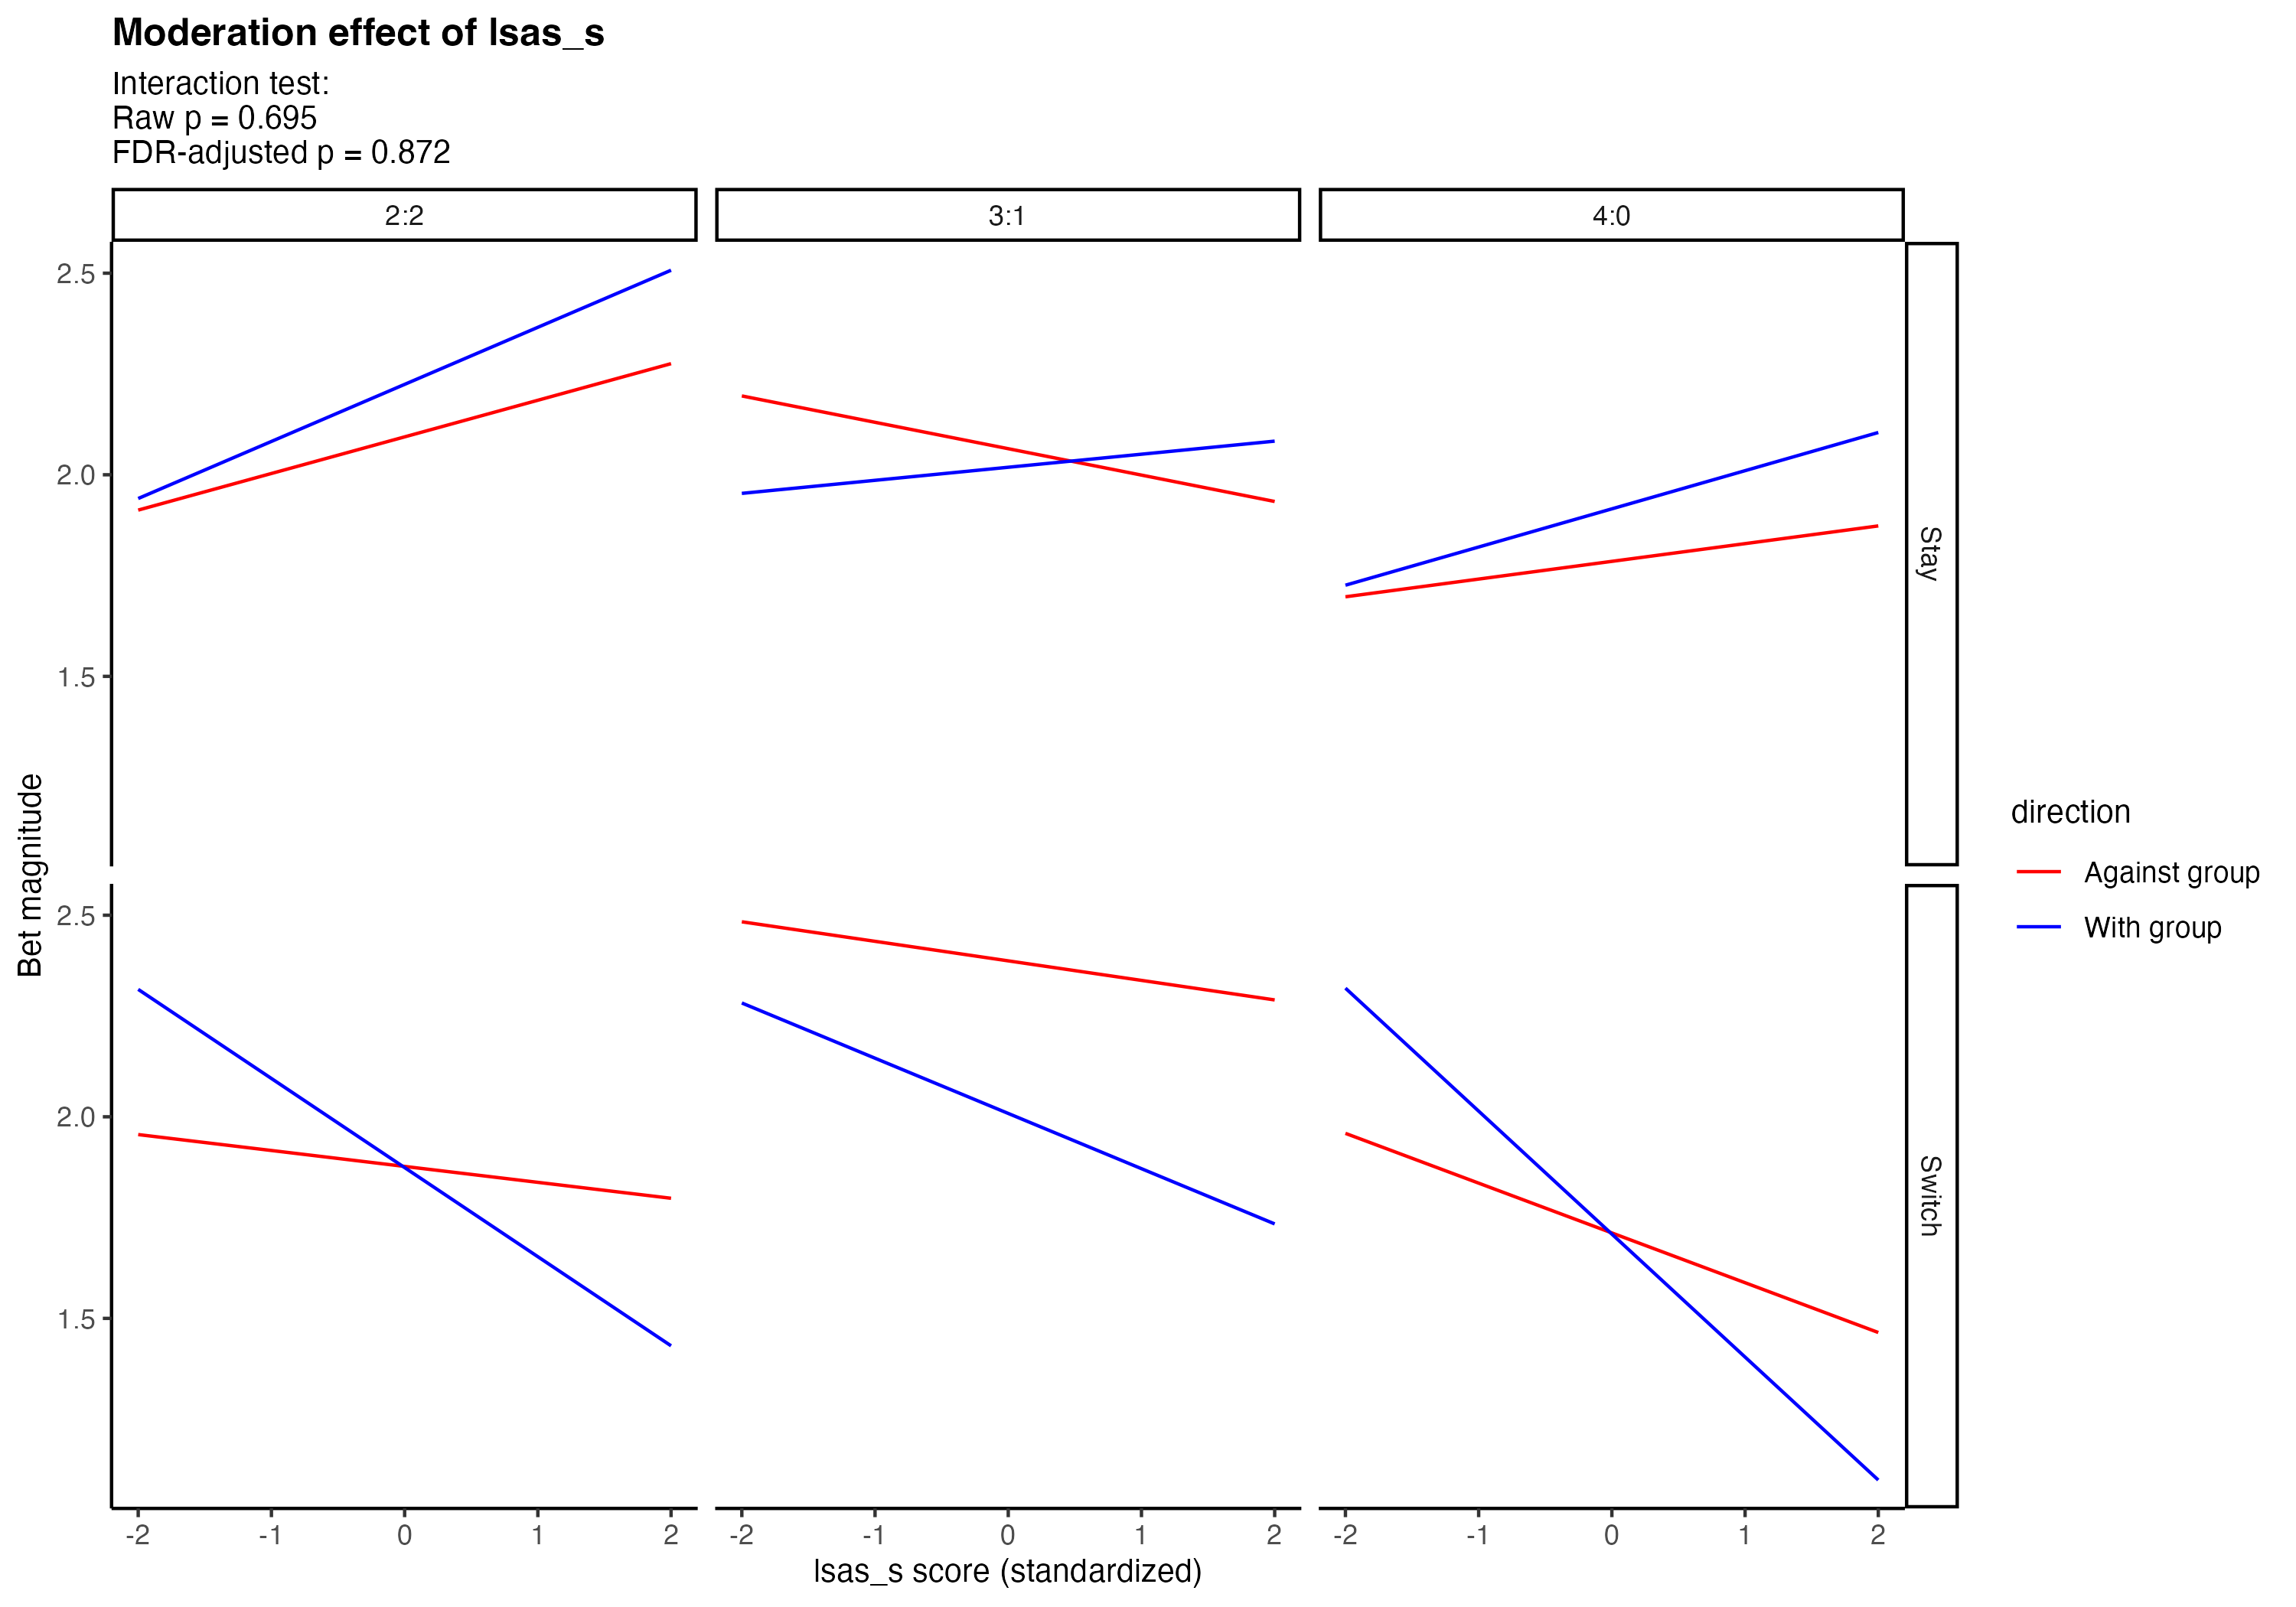 Moderation effect of lsas_s
Interaction test:
Raw p = 0.695
FDR-adjusted p = 0.872
2:2
3:1
4:0
2.5
2.0
1.5
Stay
Bet magnitude
2.5
2.0
1.5
Switch
direction
Against group
With group
-2
-1
0
1
2
-2
-1
0
1
2
-2
-1
0
1
2
lsas_s score (standardized)